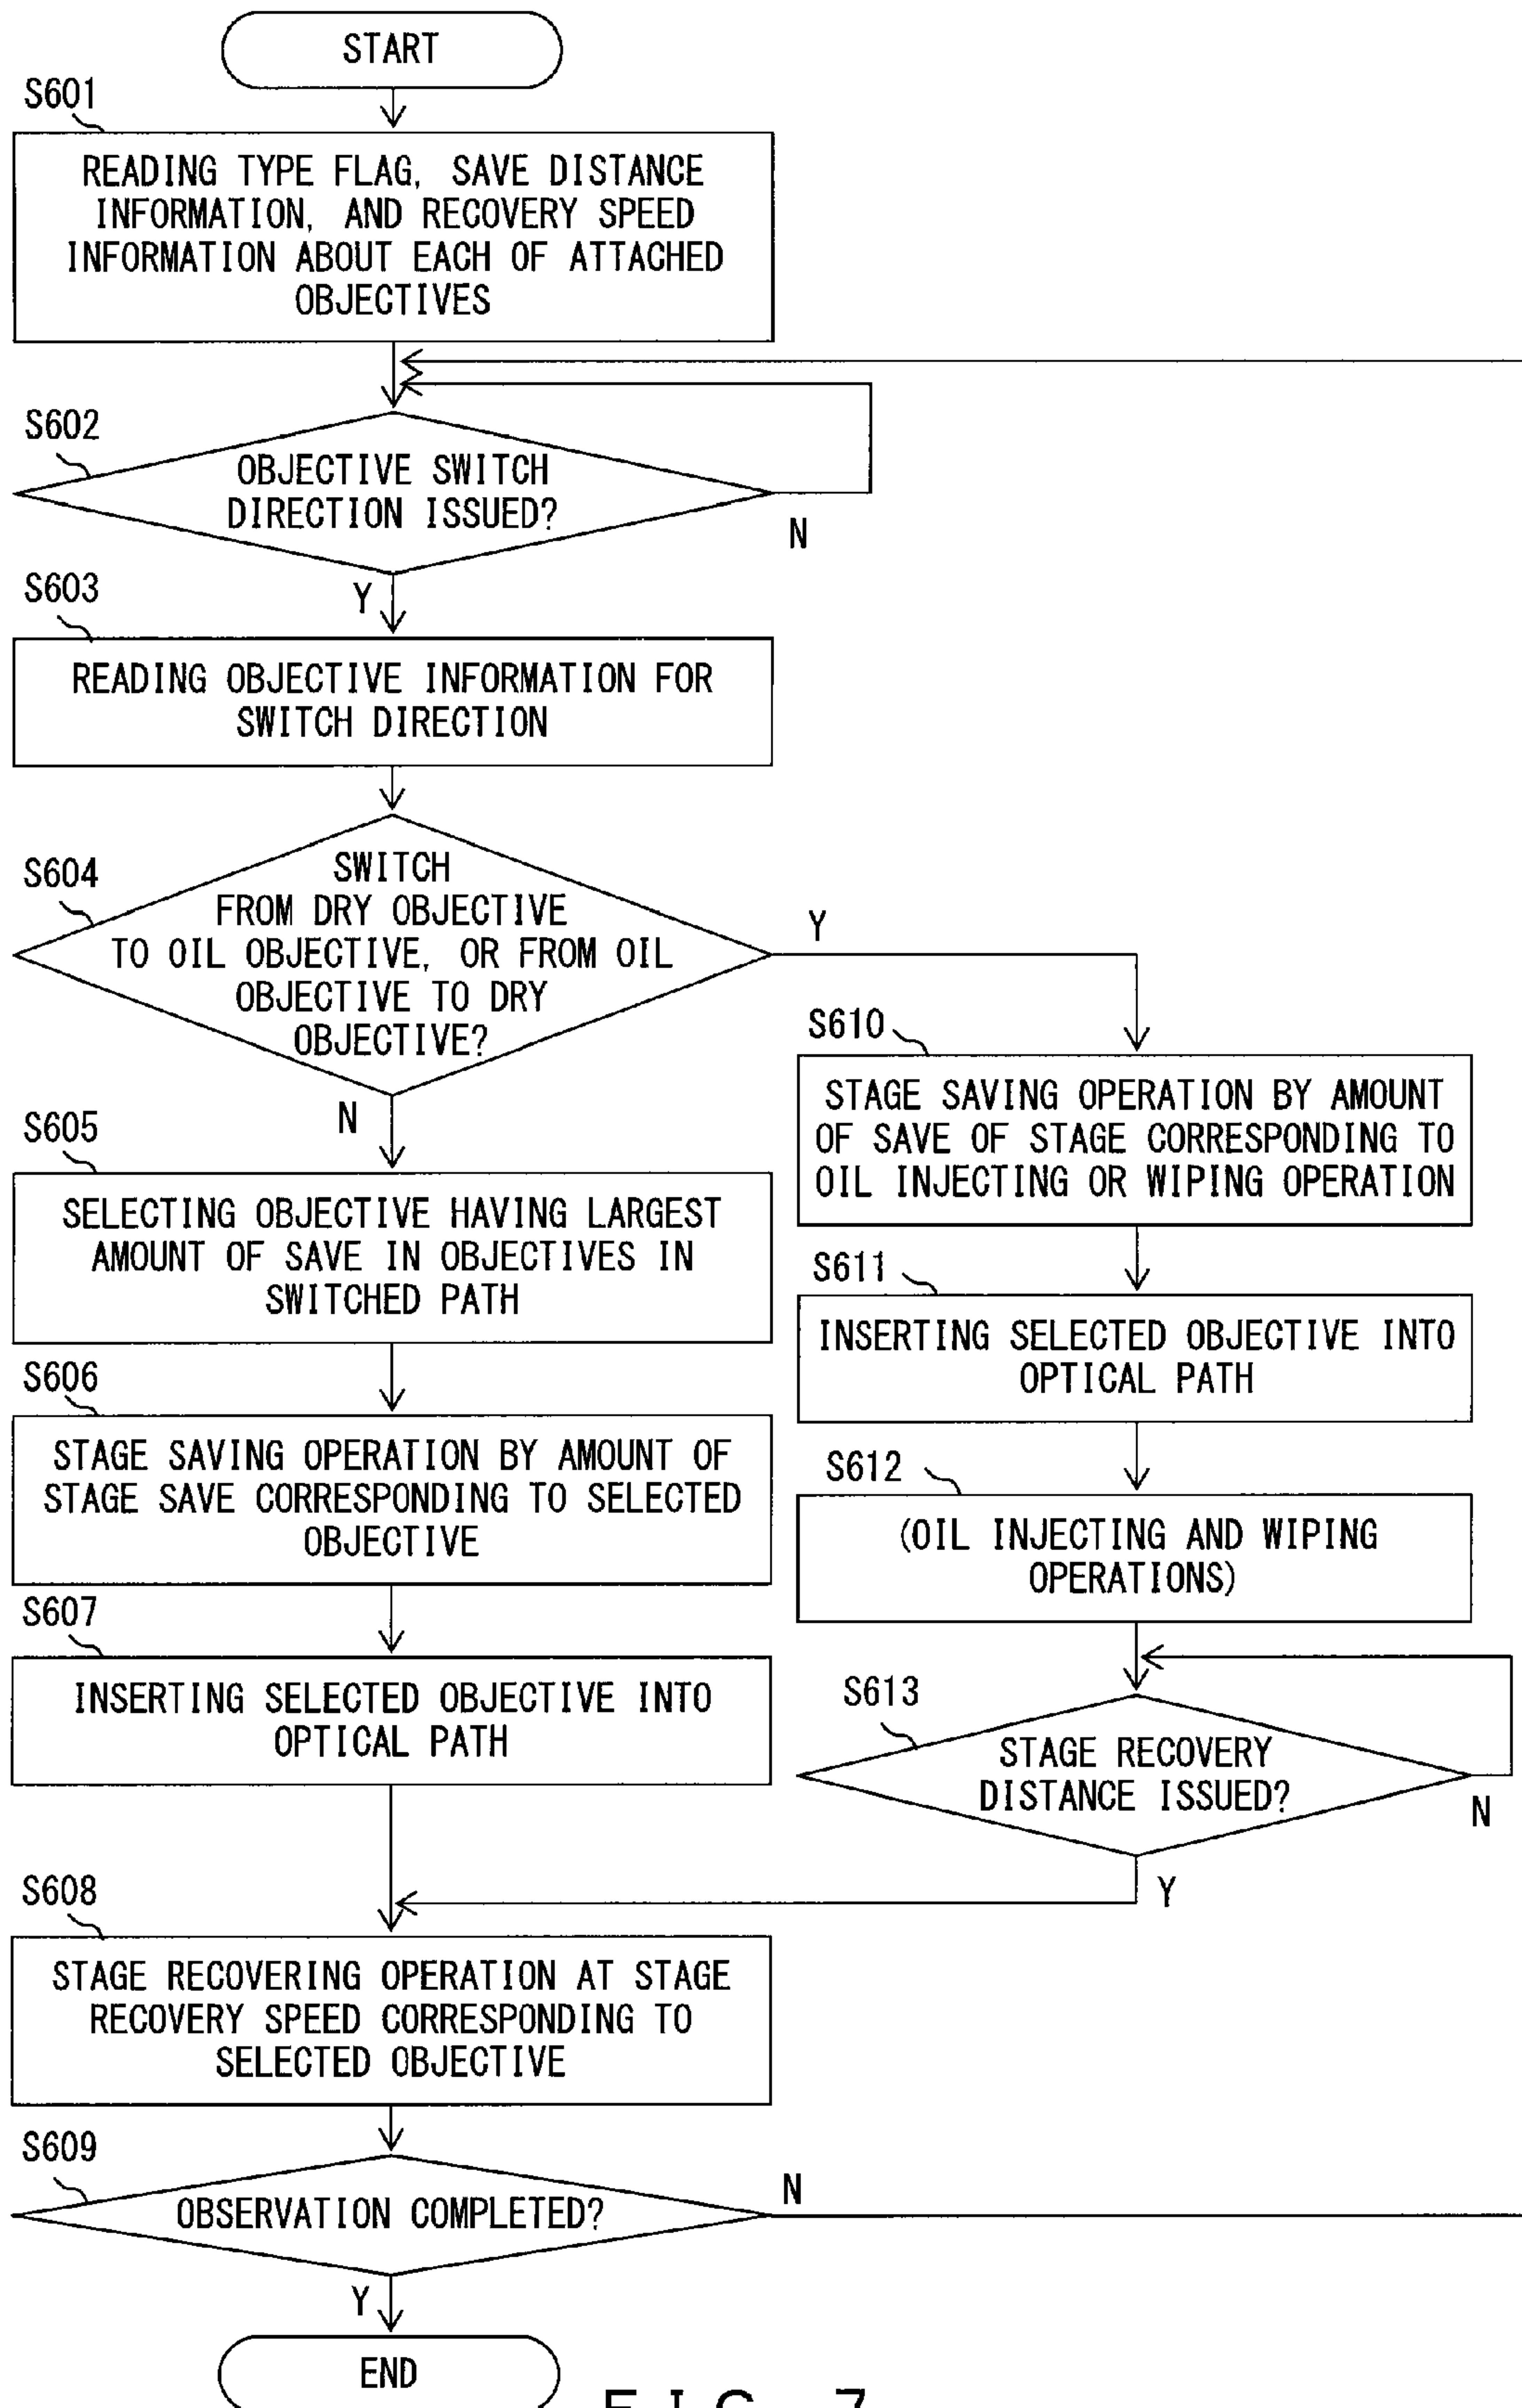 START
S601
READING TYPE FLAG, SAVE DISTANCE
INFORMATION, AND RECOVERY SPEED
INFORMATION ABOUT EACH OF ATTACHED
OBJECTIVES
S602
OBJECTIVE SWITCH
DIRECTION ISSUED?
N
Y
S603
READING OBJECTIVE INFORMATION FOR
SWITCH DIRECTION
S604
SWITCH
FROM DRY OBJECTIVE
TO OIL OBJECTIVE, OR FROM OIL
OBJECTIVE TO DRY
OBJECTIVE?
Y
N
S605
SELECTING OBJECTIVE HAVING LARGEST
AMOUNT OF SAVE IN OBJECTIVES IN
SWITCHED PATH
S606
STAGE SAVING OPERATION BY AMOUNT OF
STAGE SAVE CORRESPONDING TO SELECTED
OBJECTIVE
S607
INSERTING SELECTED OBJECTIVE INTO
OPTICAL PATH
S610
STAGE SAVING OPERATION BY AMOUNT
OF SAVE OF STAGE CORRESPONDING TO
OIL INJECTING OR WIPING OPERATION
S611
INSERTING SELECTED OBJECTIVE INTO
OPTICAL PATH
S612
(OIL INJECTING AND WIPING
OPERATIONS)
S613
STAGE RECOVERY
DISTANCE ISSUED?
N
Y
S608
STAGE RECOVERING OPERATION AT STAGE
RECOVERY SPEED CORRESPONDING TO
SELECTED OBJECTIVE
S609
OBSERVATION COMPLETED?
N
Y
END
FIG. 7